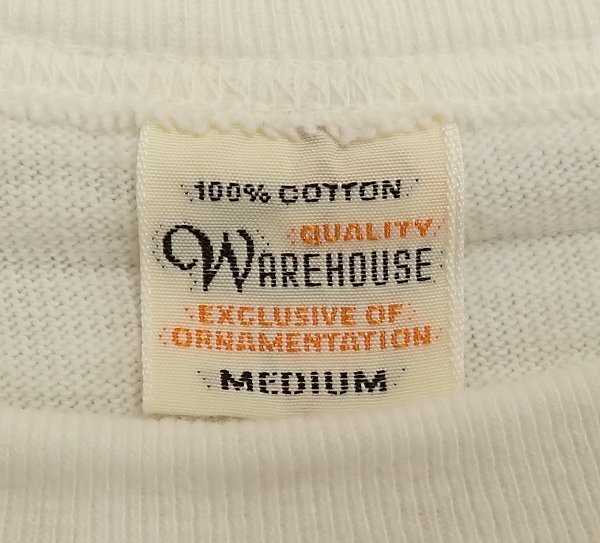 100% COTTON
QUALITY
WAREHOUSE
EXCLUSIVE OF
ORNAMENTATION
MEDIUM